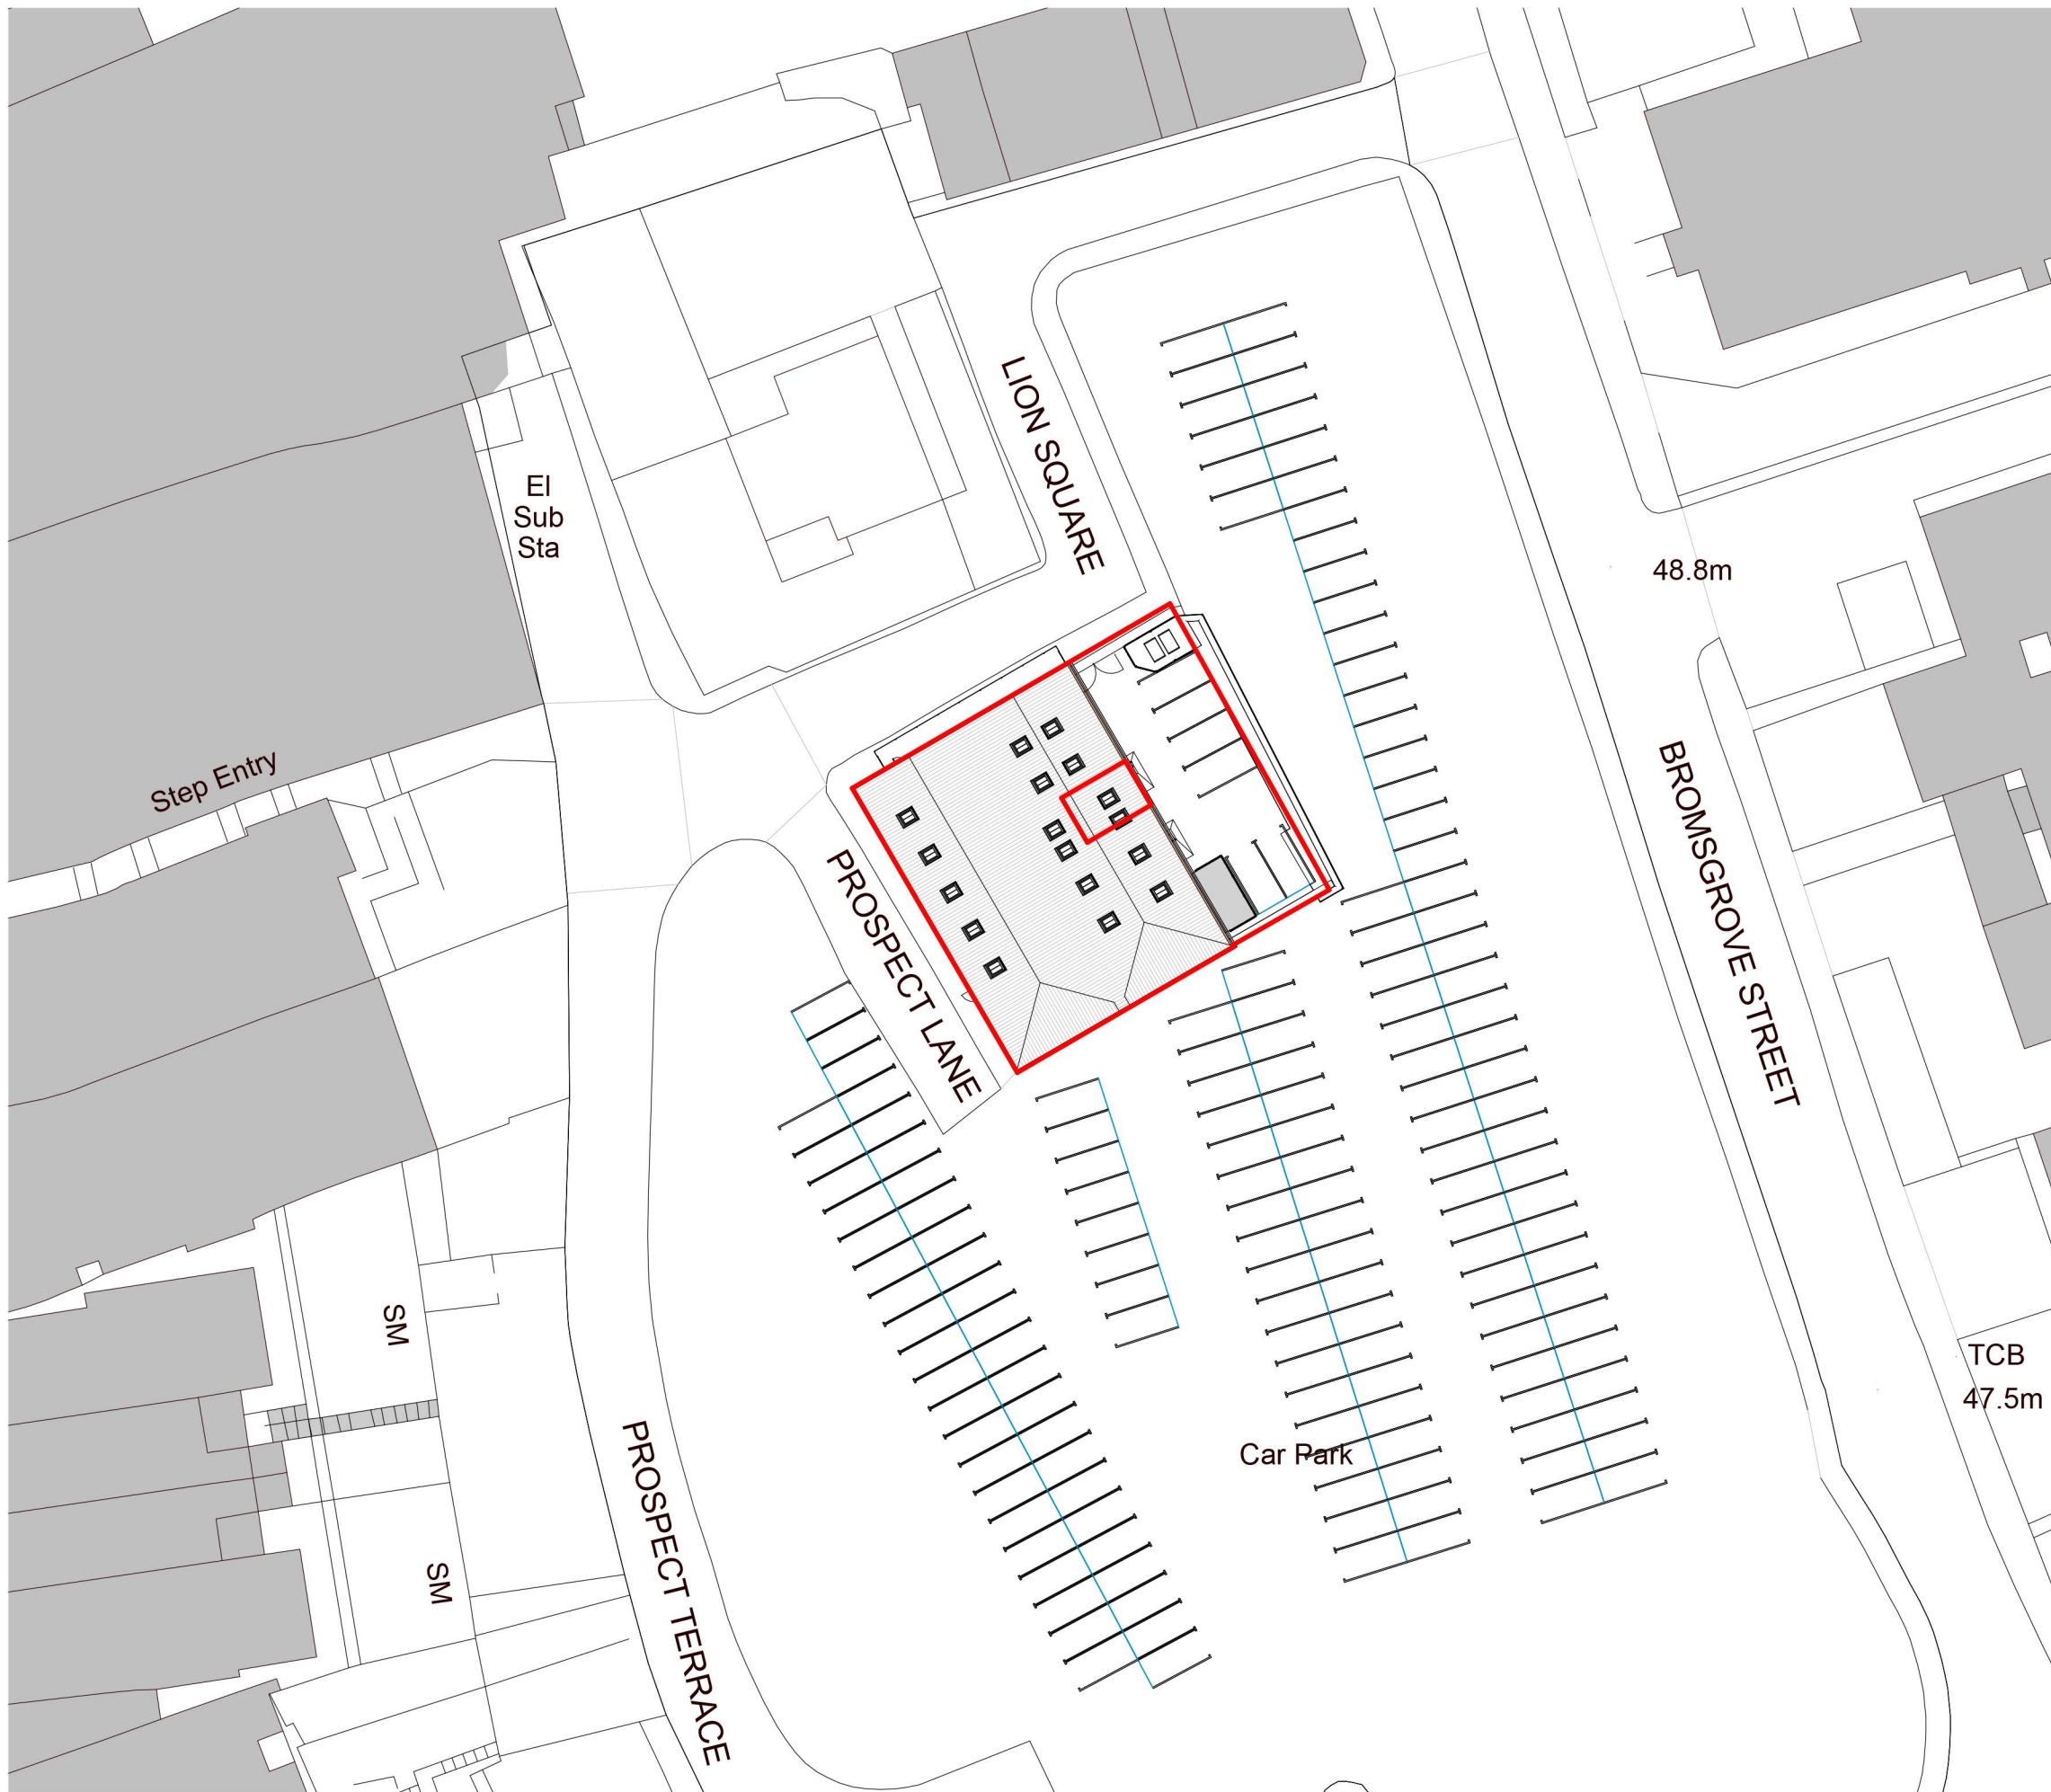 LION SQUARE
El
Sub
Sta
48.8m
Step Entry
BROMSGROVE STREET
PROSPECT LANE
SM
TCB
47.5m
Car Park
PROSPECT TERRACE
SM